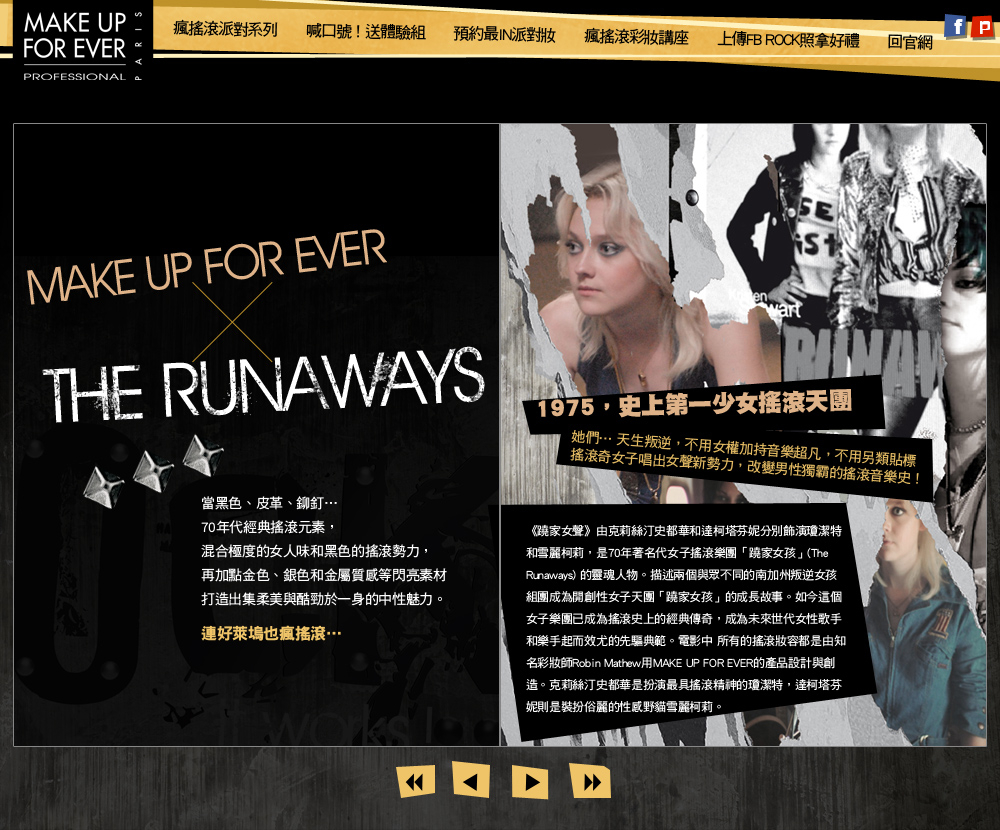 MAKE UP
FOR EVER
PROFESSIONAL
PARIS
瘋搖滾派對系列
喊口號！送體驗組
預約最IN派對妝
瘋搖滾彩妝講座
上傳FB ROCK照拿好禮
回官網
MAKE UP FOR EVER
THE RUNAWAYS
當黑色、皮革、鉚釘…
70年代經典搖滾元素，
混合極度的女人味和黑色的搖滾勢力，
再加點金色、銀色和金屬質感等閃亮素材
打造出集柔美與酷勁於一身的中性魅力。
連好萊塢也瘋搖滾…
SE
iSt
RUNAW
1975，史上第一少女搖滾天團
她們… 天生叛逆，不用女權加持音樂超凡，不用另類貼標
搖滾奇女子唱出女聲新勢力，改變男性獨霸的搖滾音樂史！
《蹺家女聲》由克莉絲汀史都華和達柯塔芬妮分別飾演瓊潔特
和雪麗柯莉，是70年著名代女子搖滾樂團「蹺家女孩」(The
Runaways) 的靈魂人物。描述兩個與眾不同的南加州叛逆女孩
組團成為開創性女子天團「蹺家女孩」的成長故事。如今這個
女子樂團已成為搖滾史上的經典傳奇，成為未來世代女性歌手
和樂手起而效尤的先驅典範。電影中 所有的搖滾妝容都是由知
名彩妝師Robin Mathew用MAKE UP FOR EVER的產品設計與創
造。克莉絲汀史都華是扮演最具搖滾精神的瓊潔特，達柯塔芬
妮則是裝扮俗麗的性感野貓雪麗柯莉。